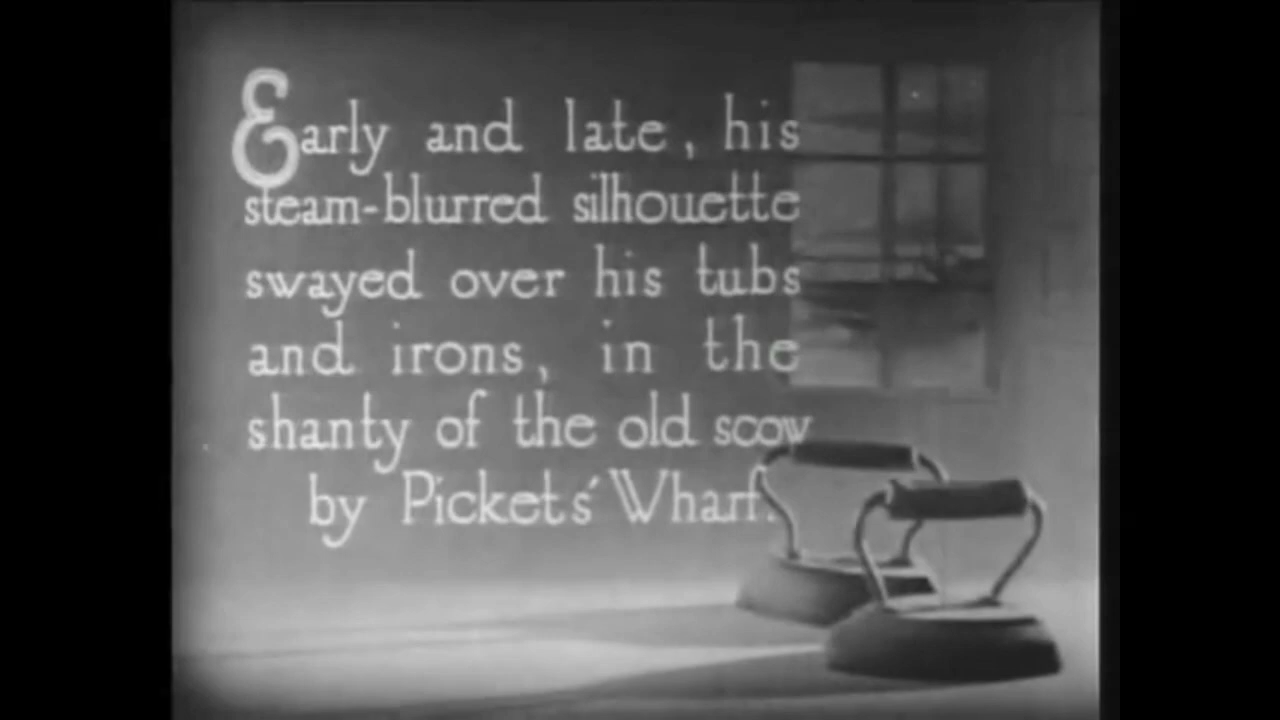 Early and late, his
steam-blurred silhouette
swayed over his tubs
and irons, in the
shanty of the old scow
by Pickets' Wharf.